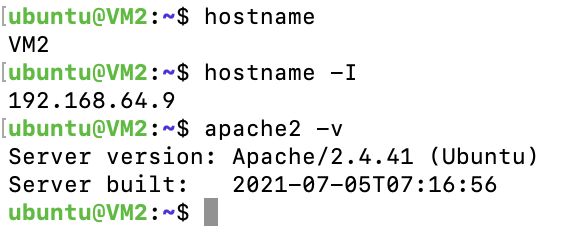 [ubuntu@VM2:~$ hostname
VM2
[ubuntu@VM2:~$ hostname -I
192.168.64.9
[ubuntu@VM2:~$ apache2 -v
Server version: Apache/2.4.41 (Ubuntu)
Server built:   2021-07-05T07:16:56
ubuntu@VM2:~$